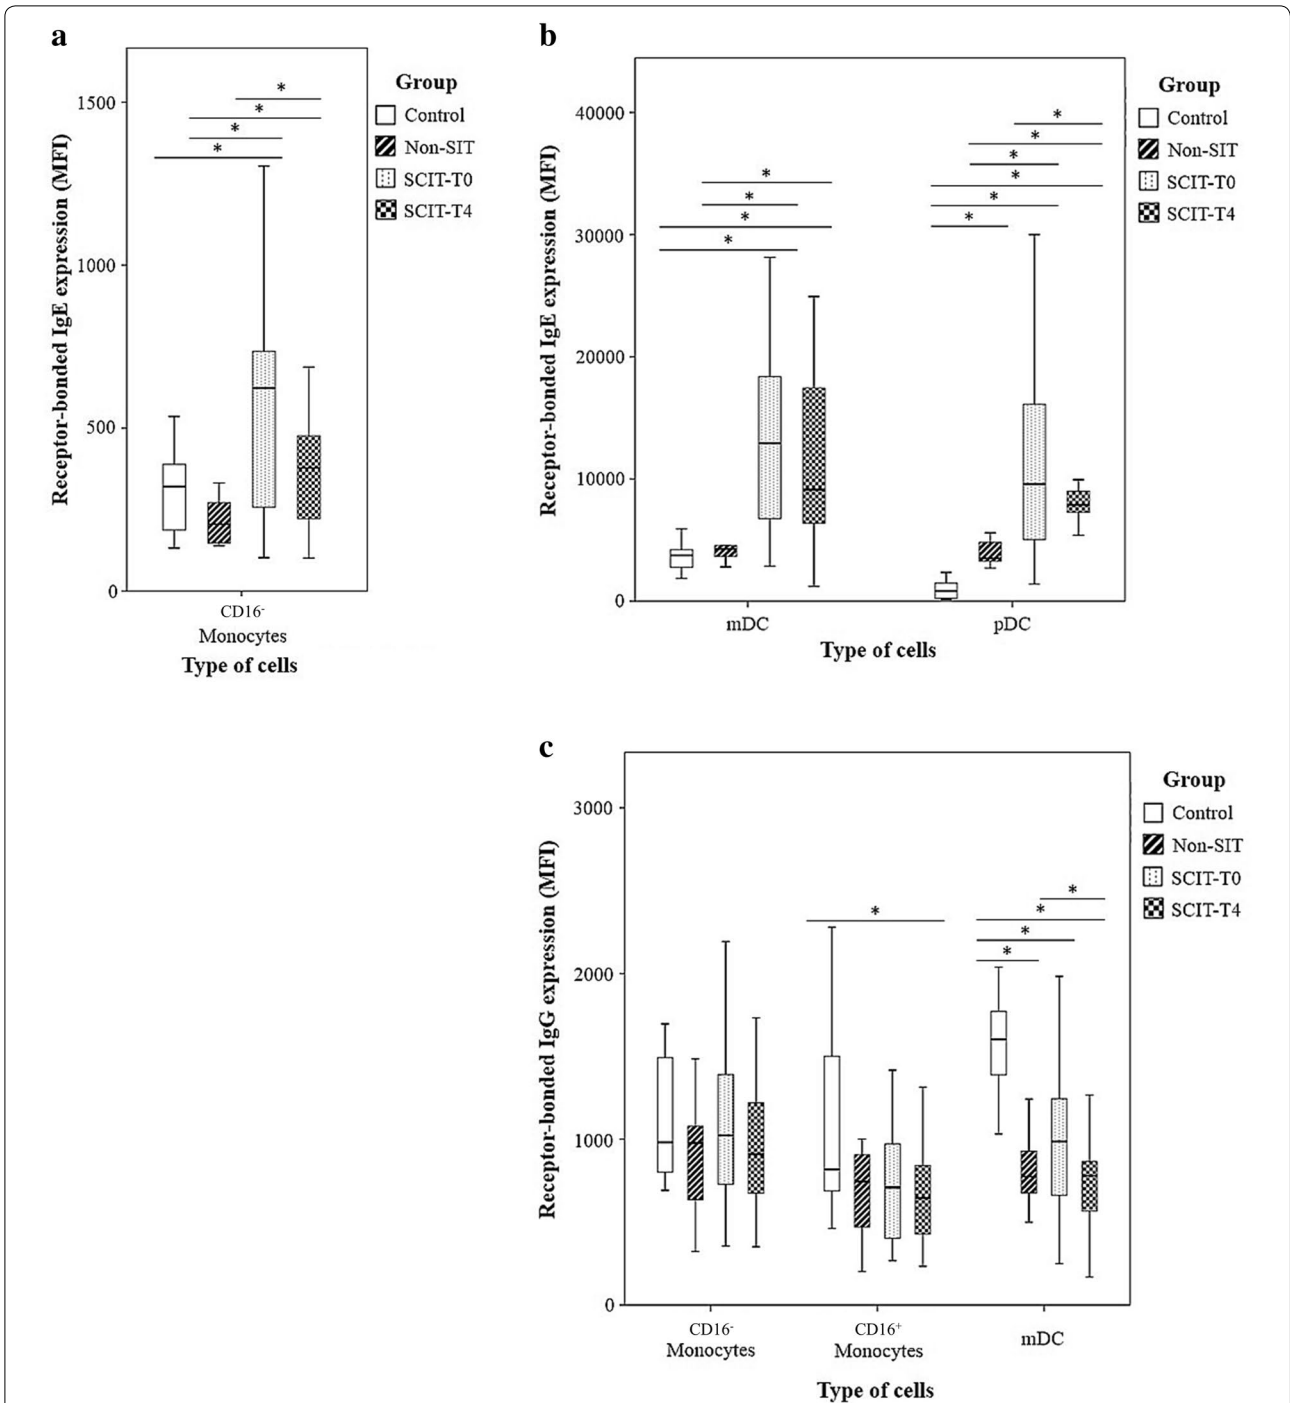 a
Receptor-bonded IgE expression (MFI)
1500
1000
500
0
*
*
*
*
CD16-
Monocytes
Type of cells
Group
Control
Non-SIT
SCIT-T0
SCIT-T4
b
Receptor-bonded IgE expression (MFI)
40000
30000
20000
10000
0
*
*
*
*
*
*
*
*
*
*
mDC
pDC
Type of cells
Group
Control
Non-SIT
SCIT-T0
SCIT-T4
c
Receptor-bonded IgG expression (MFI)
3000
2000
1000
0
*
*
*
*
*
CD16-
Monocytes
CD16+
Monocytes
mDC
Type of cells
Group
Control
Non-SIT
SCIT-T0
SCIT-T4